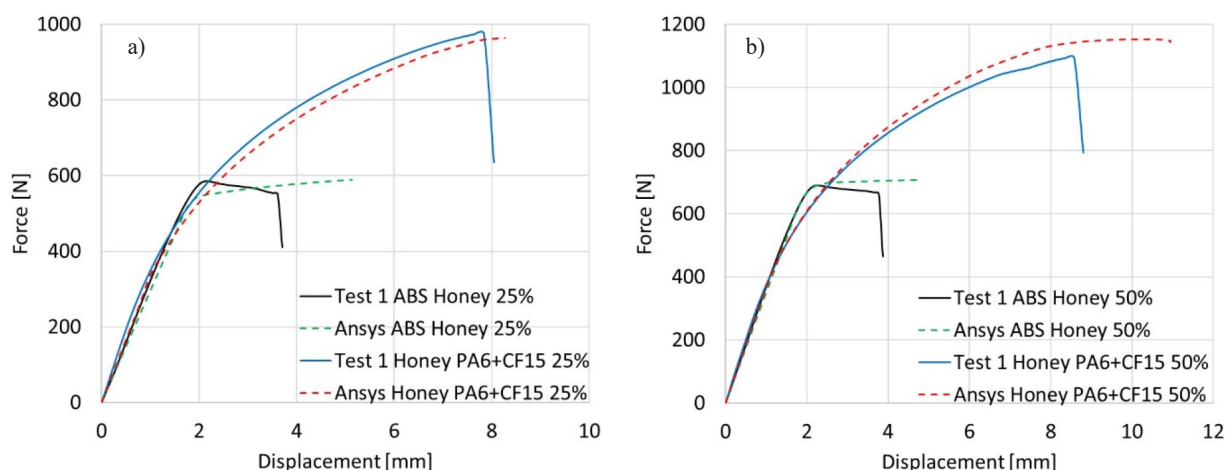 a)
Force [N]
1000
800
600
400
200
0
Test 1 ABS Honey 25%
Ansys ABS Honey 25%
Test 1 Honey PA6+CF15 25%
Ansys Honey PA6+CF15 25%
0 2 4 6 8 10
Displacement [mm]
b)
Force [N]
1200
1000
800
600
400
200
0
Test 1 ABS Honey 50%
Ansys ABS Honey 50%
Test 1 Honey PA6+CF15 50%
Ansys Honey PA6+CF15 50%
0 2 4 6 8 10 12
Displacement [mm]